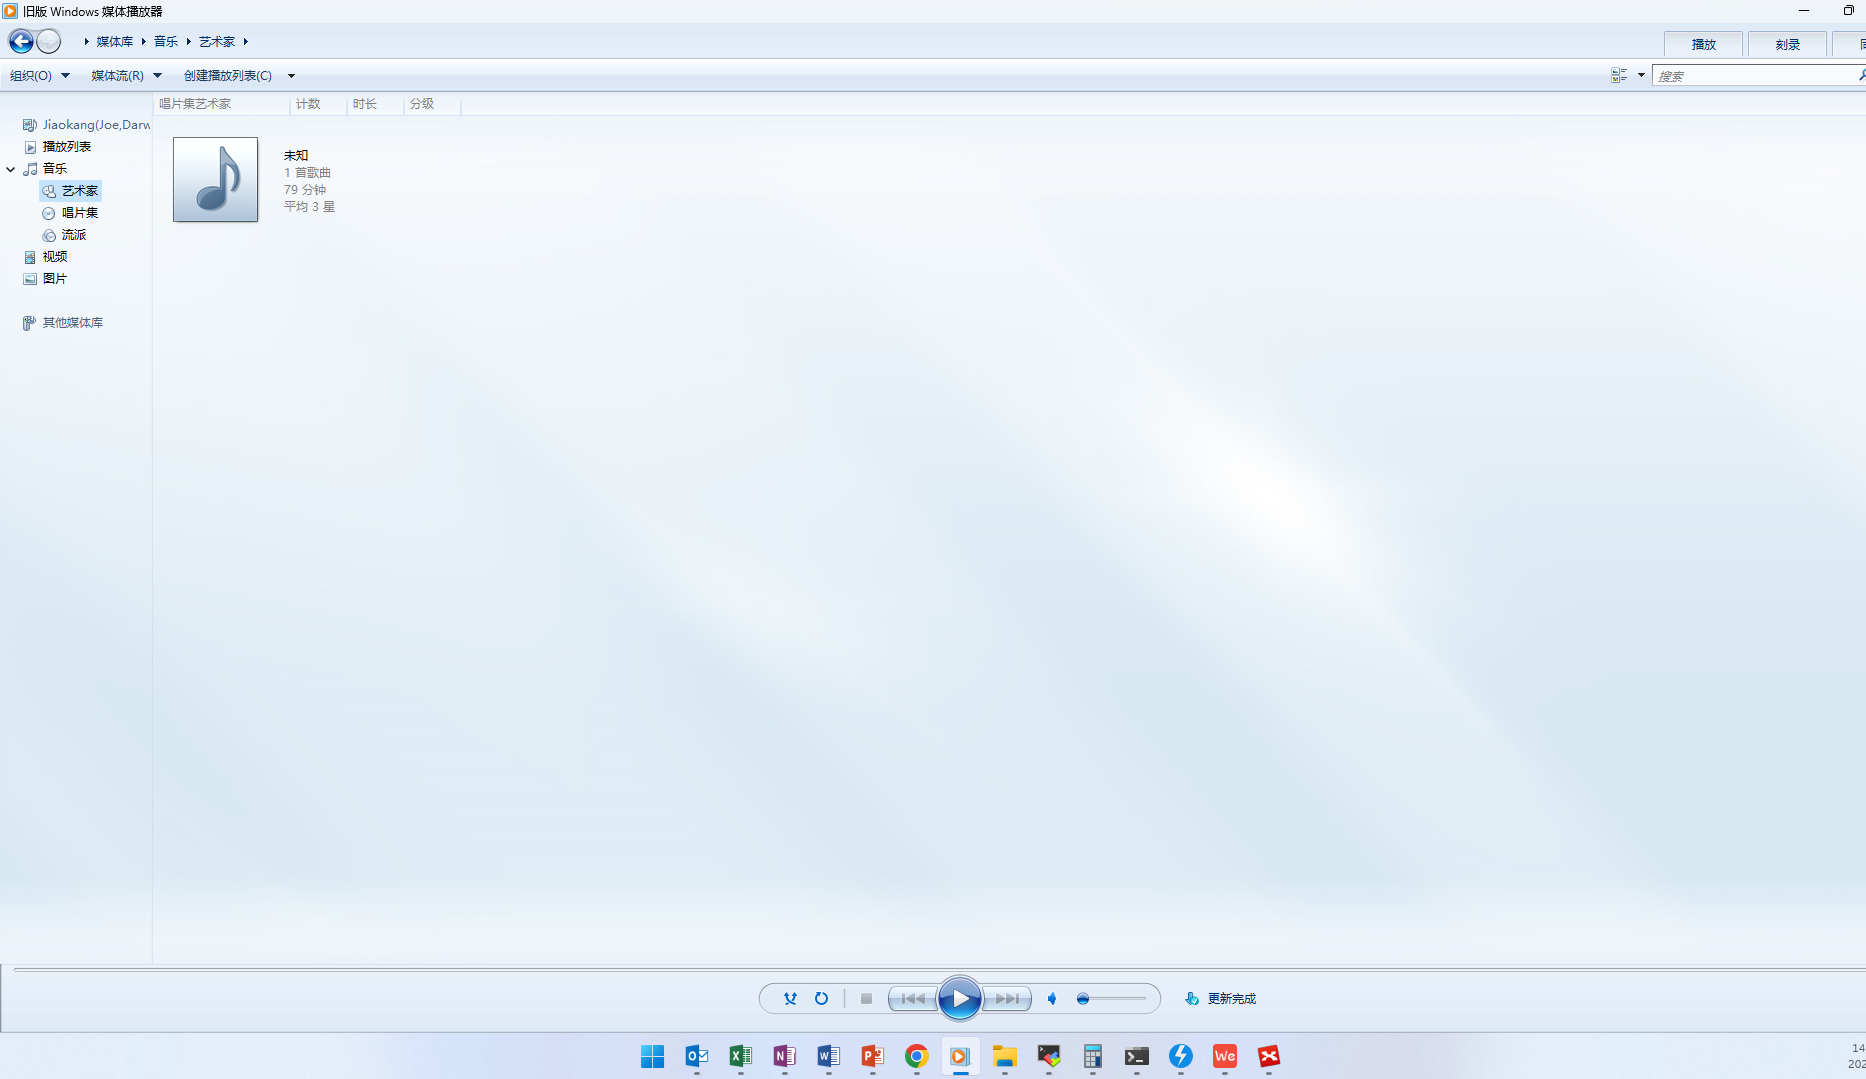 旧版 Windows 媒体播放器
媒体库 音乐 艺术家
播放 刻录
组织(O) 媒体流(R) 创建播放列表(C) 搜索
唱片集艺术家 计数 时长 分级
Jiaokang(Joe,Darw
播放列表
音乐
艺术家
唱片集
流派
视频
图片
其他媒体库
未知
1 首歌曲
79 分钟
平均 3 星
更新完成
14
202